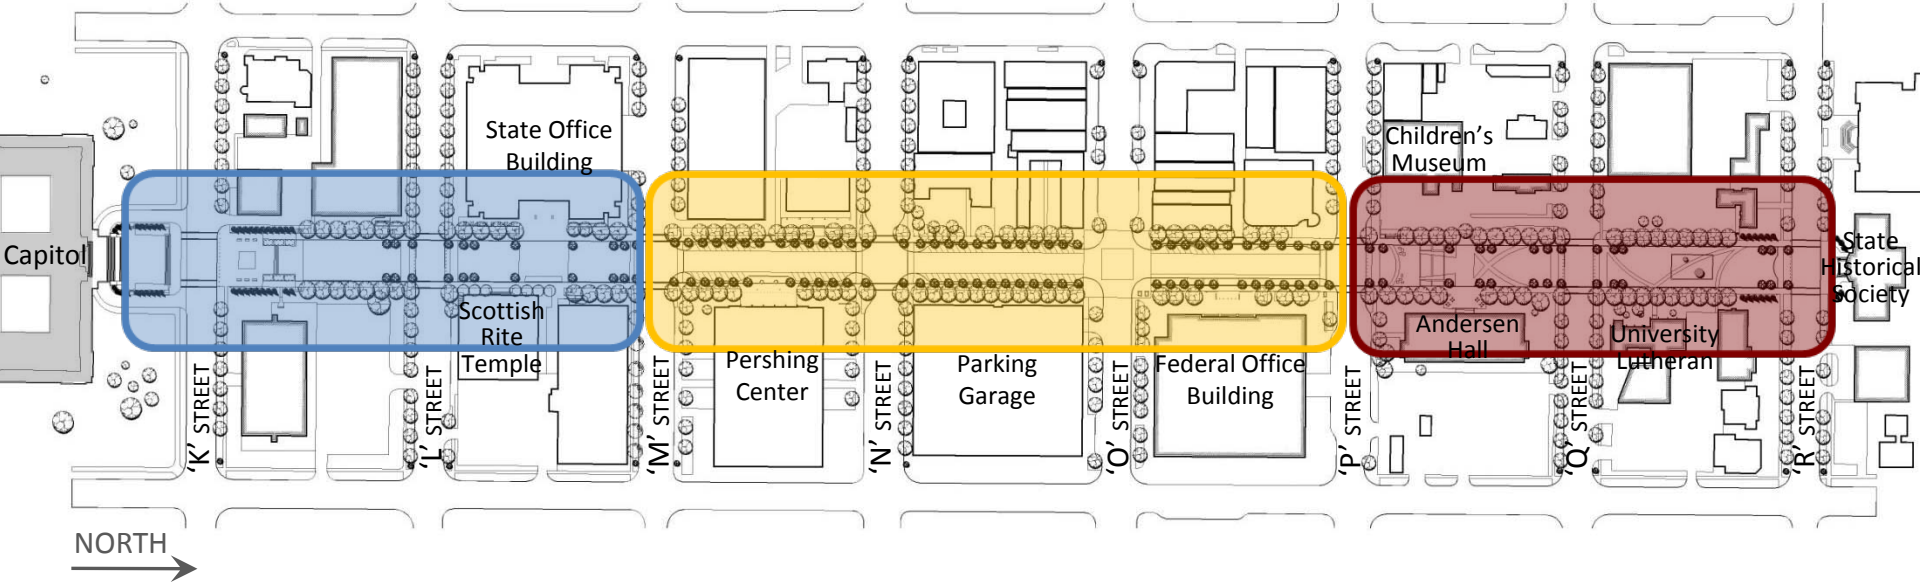 State Office
Building
Children’s
Museum
Capitol
State
Historical
Society
Scottish
Rite
Temple
Pershing
Center
Parking
Garage
Federal Office
Building
Andersen
Hall
University
Lutheran
‘K’ STREET
‘L’ STREET
‘M’ STREET
‘N’ STREET
‘O’ STREET
‘P’ STREET
‘Q’ STREET
‘R’ STREET
NORTH